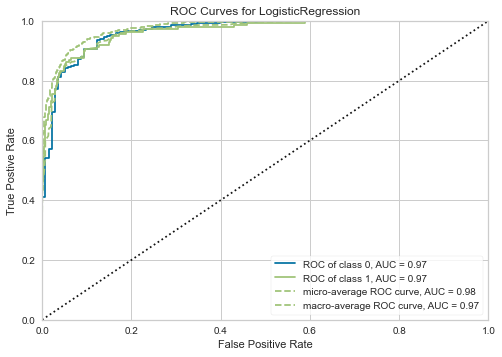 ROC Curves for LogisticRegression
True Postive Rate
1.0
0.8
0.6
0.4
0.2
0.0
ROC of class 0, AUC = 0.97
ROC of class 1, AUC = 0.97
micro-average ROC curve, AUC = 0.98
macro-average ROC curve, AUC = 0.97
0.0 0.2 0.4 0.6 0.8 1.0
False Positive Rate